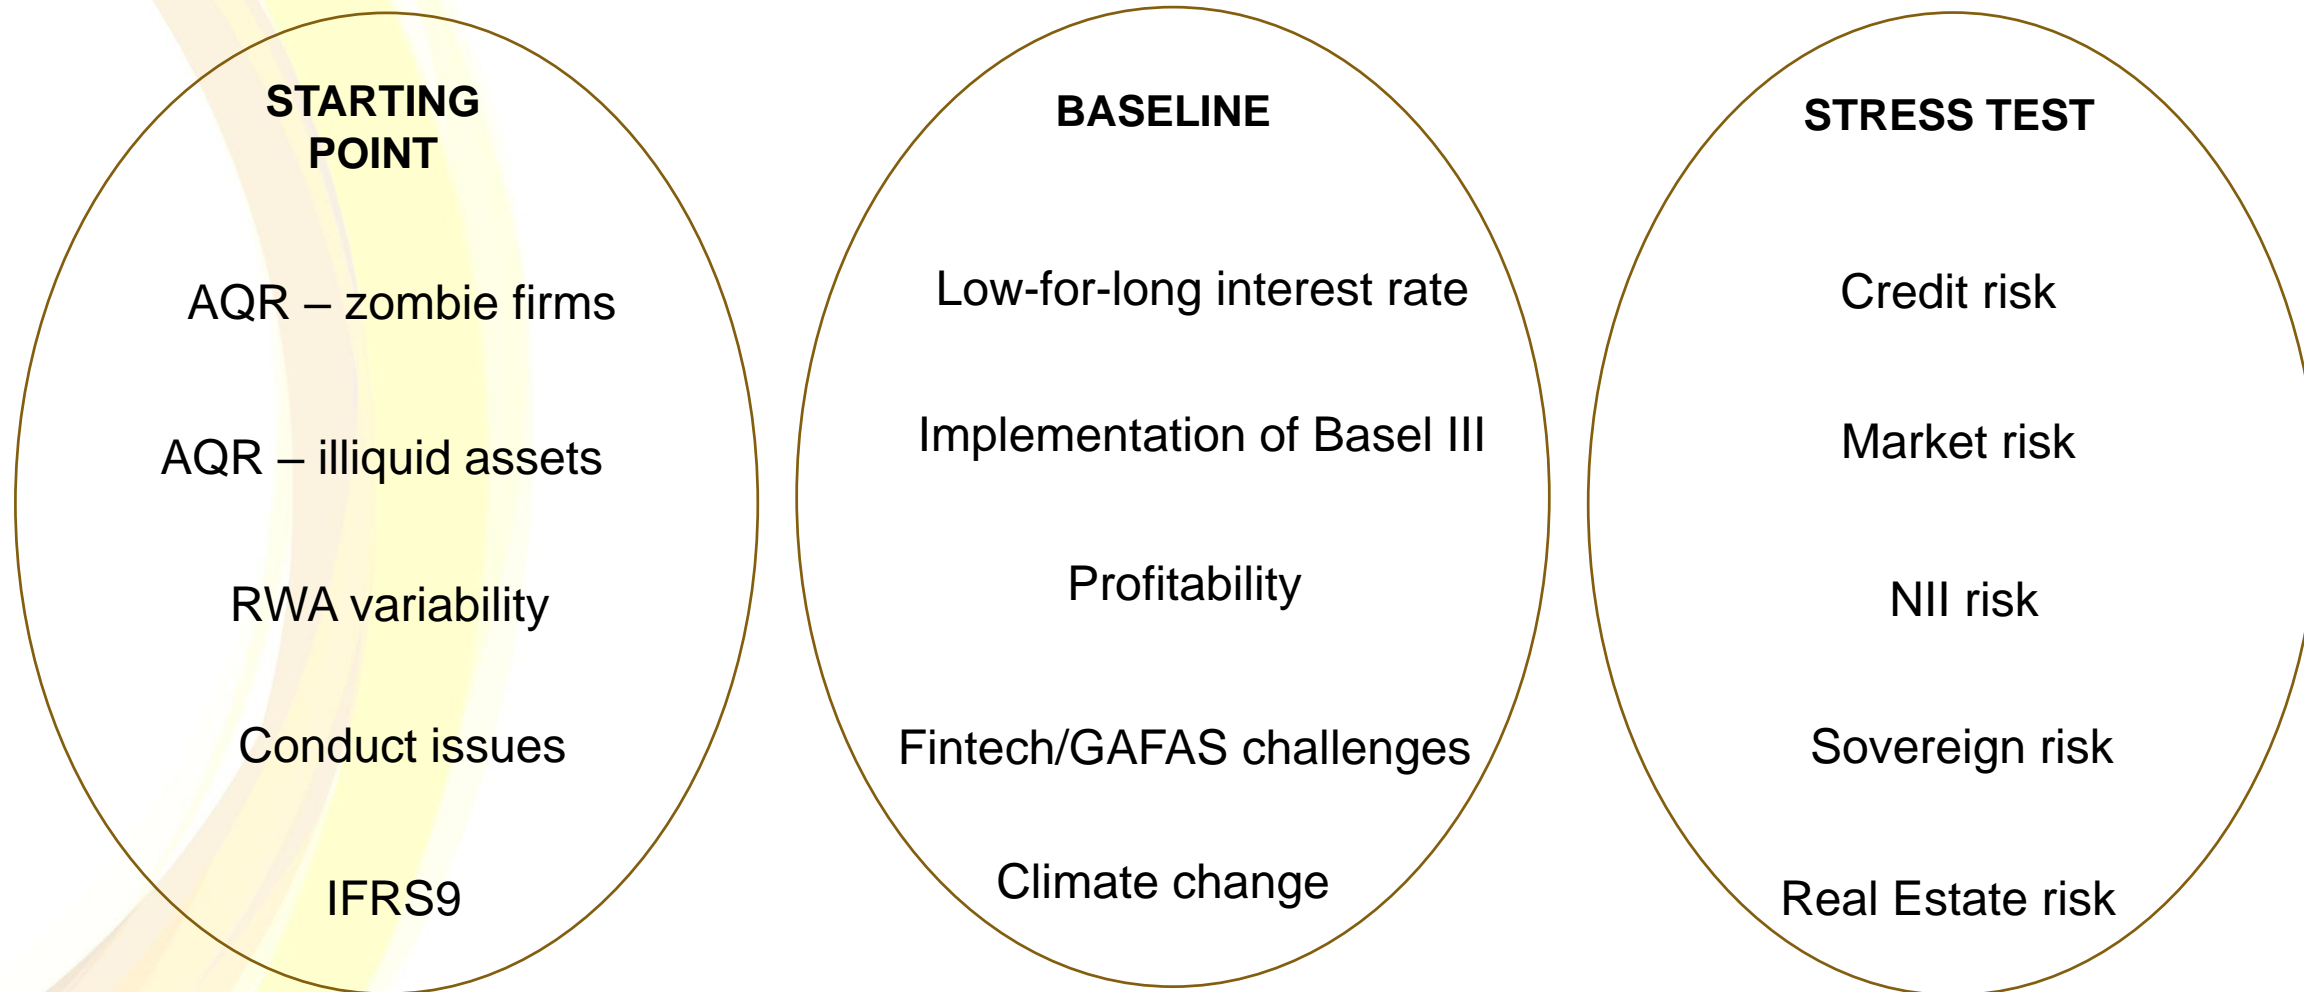 STARTING
POINT
AQR – zombie firms
AQR – illiquid assets
RWA variability
Conduct issues
IFRS9
BASELINE
Low-for-long interest rate
Implementation of Basel III
Profitability
Fintech/GAFAS challenges
Climate change
STRESS TEST
Credit risk
Market risk
NII risk
Sovereign risk
Real Estate risk